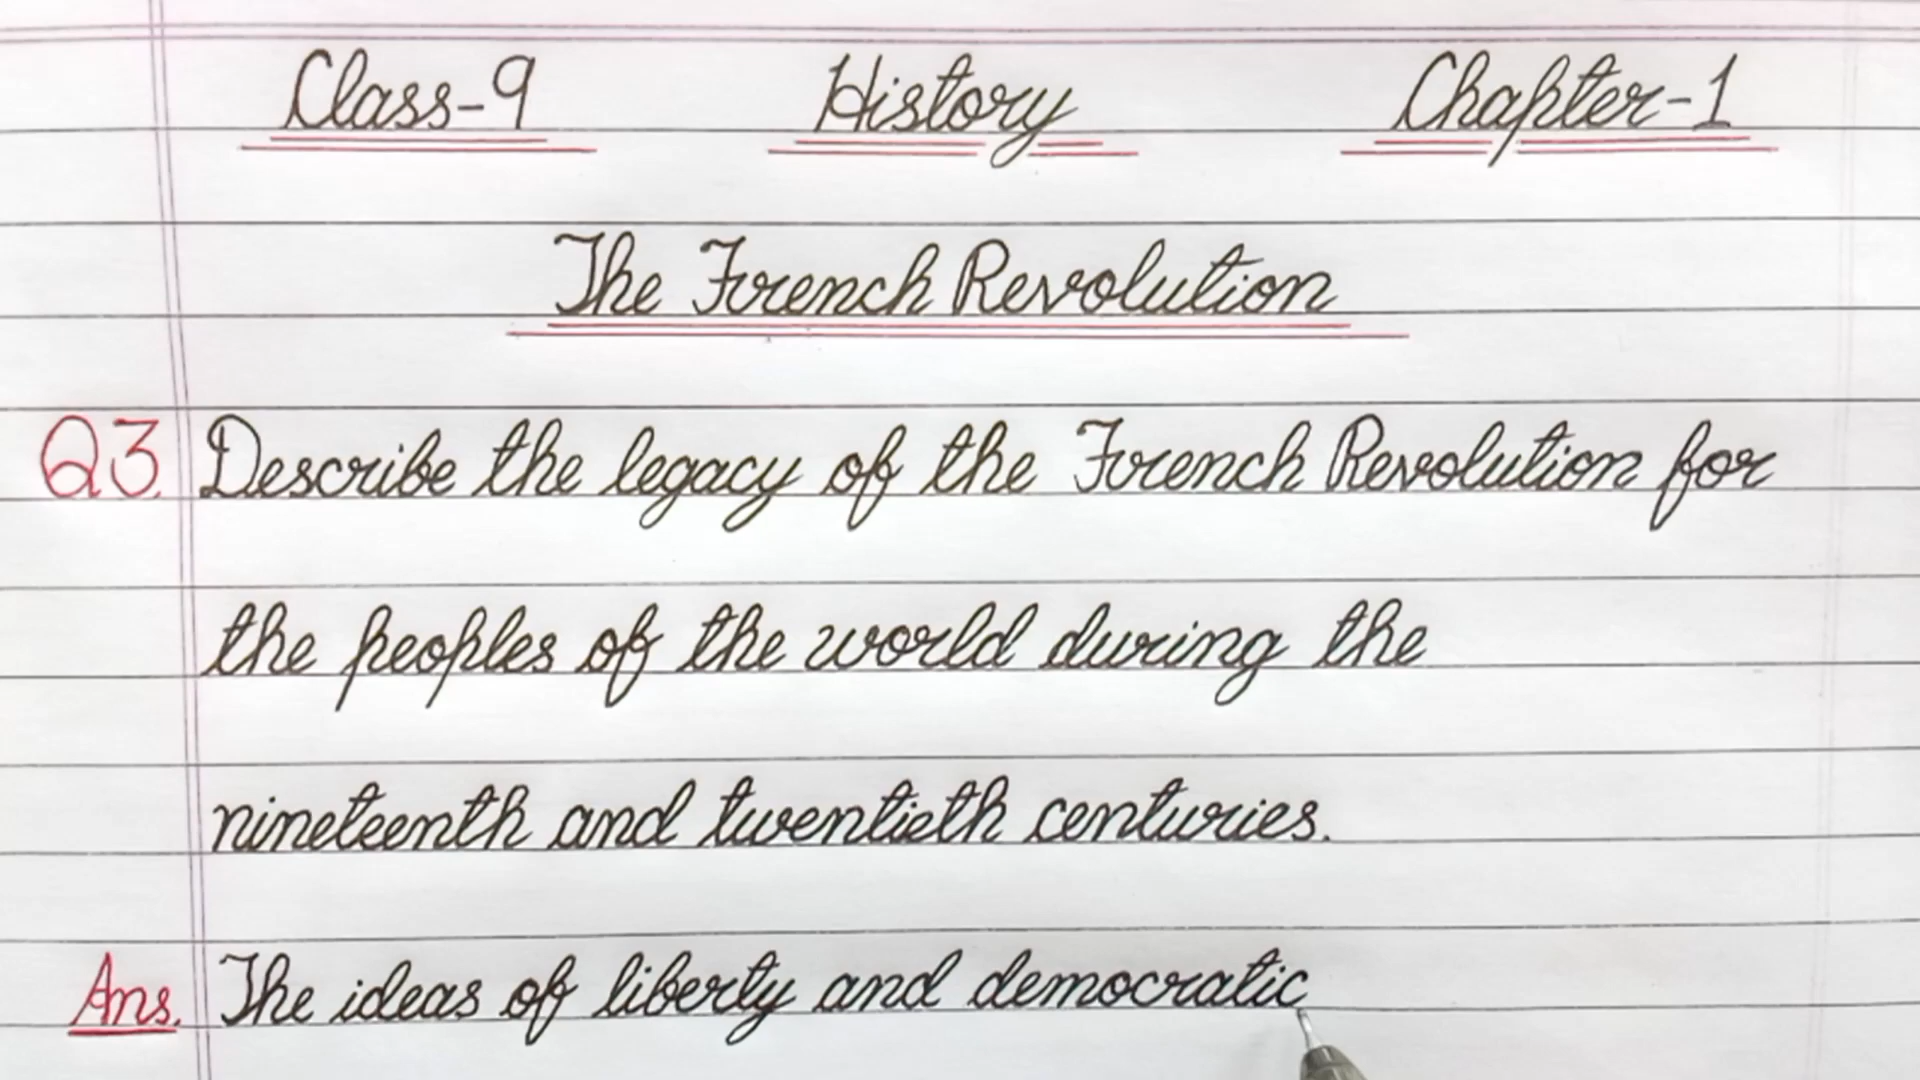 Class-9 History Chapter-1
The French Revolution
Q3. Describe the legacy of the French Revolution for
the peoples of the world during the
nineteenth and twentieth centuries.
Ans. The ideas of liberty and democratic